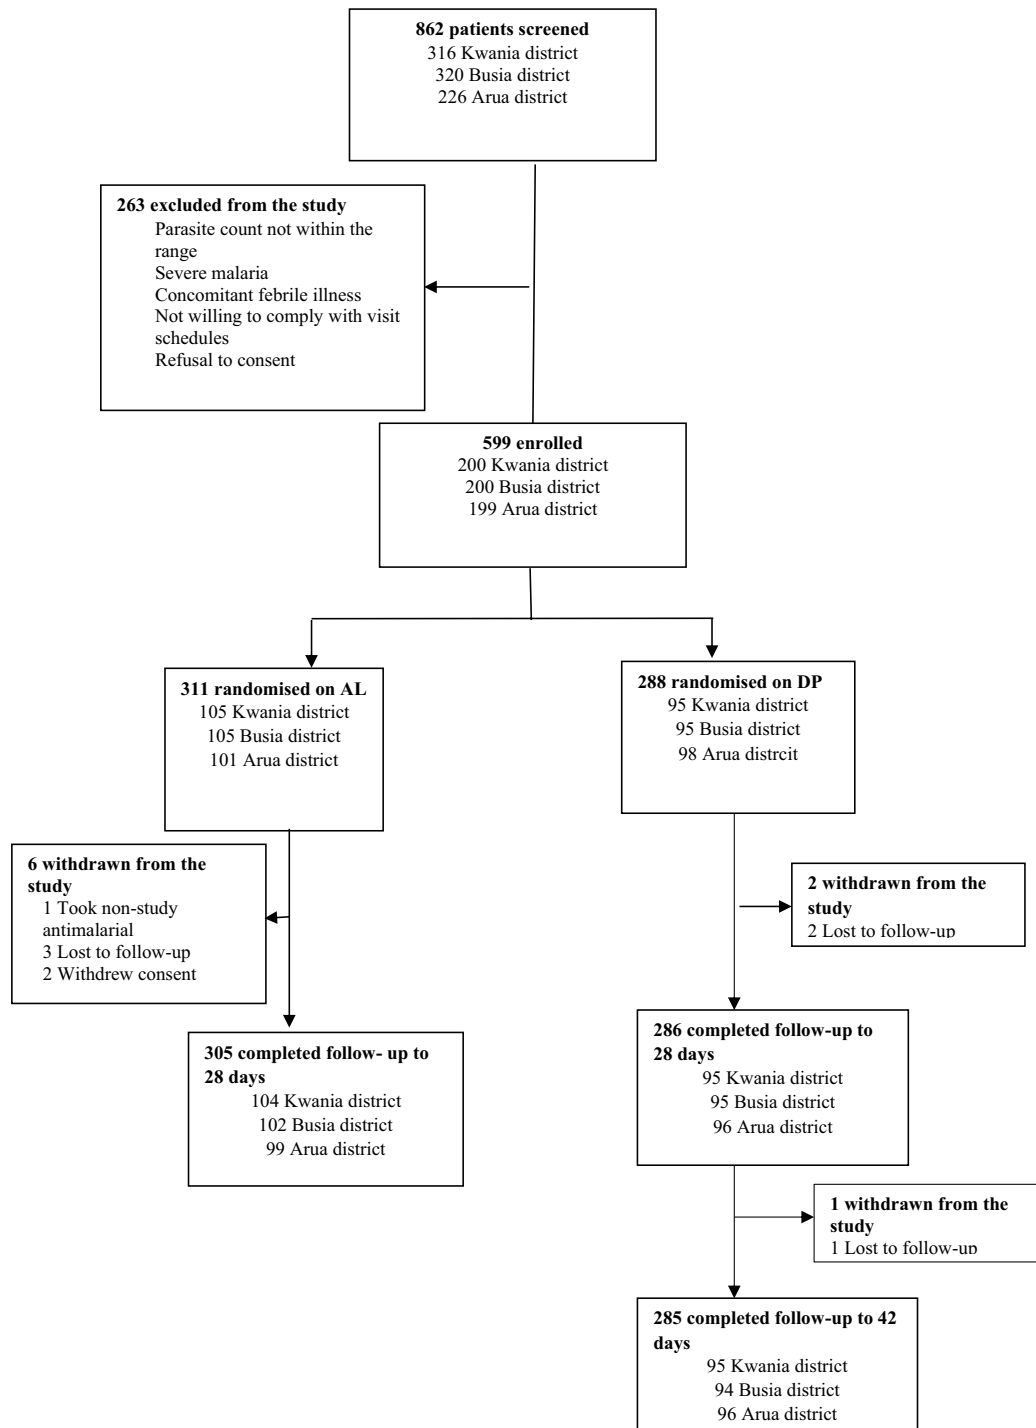 862 patients screened
316 Kwania district
320 Busia district
226 Arua district
263 excluded from the study
Parasite count not within the
range
Severe malaria
Concomitant febrile illness
Not willing to comply with visit
schedules
Refusal to consent
599 enrolled
200 Kwania district
200 Busia district
199 Arua district
311 randomised on AL
105 Kwania district
105 Busia district
101 Arua district
288 randomised on DP
95 Kwania district
95 Busia district
98 Arua distrcit
6 withdrawn from the
study
1 Took non-study
antimalarial
3 Lost to follow-up
2 Withdrew consent
2 withdrawn from the
study
2 Lost to follow-up
305 completed follow- up to
28 days
104 Kwania district
102 Busia district
99 Arua district
286 completed follow-up to
28 days
95 Kwania district
95 Busia district
96 Arua district
1 withdrawn from the
study
1 Lost to follow-up
285 completed follow-up to 42
days
95 Kwania district
94 Busia district
96 Arua district